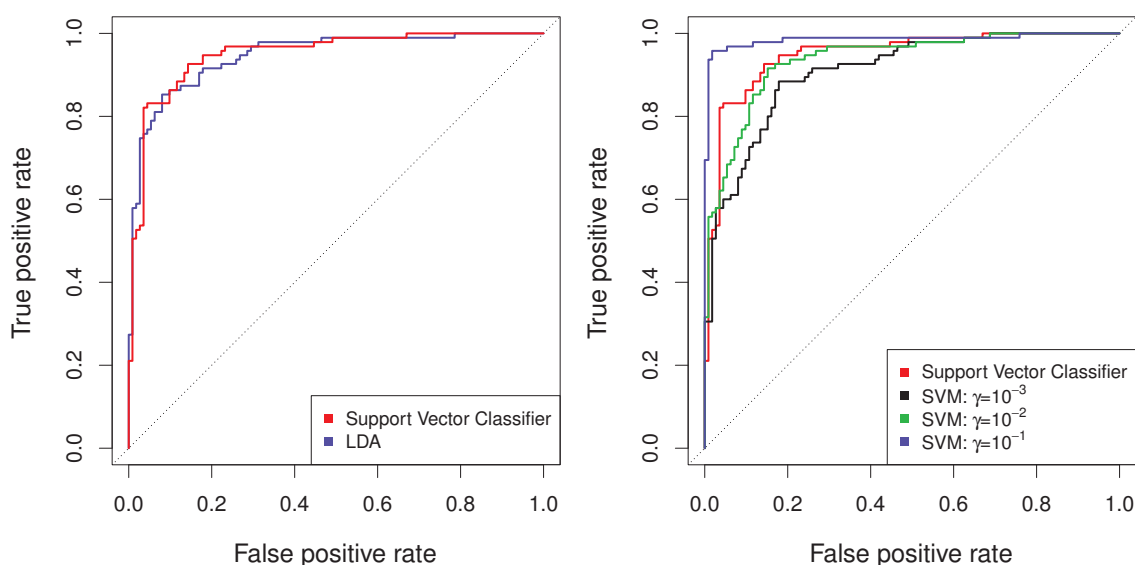 True positive rate
1.0
0.8
0.6
0.4
0.2
0.0
Support Vector Classifier
LDA
0.0 0.2 0.4 0.6 0.8 1.0
False positive rate
True positive rate
1.0
0.8
0.6
0.4
0.2
0.0
Support Vector Classifier
SVM: γ=10⁻³
SVM: γ=10⁻²
SVM: γ=10⁻¹
0.0 0.2 0.4 0.6 0.8 1.0
False positive rate